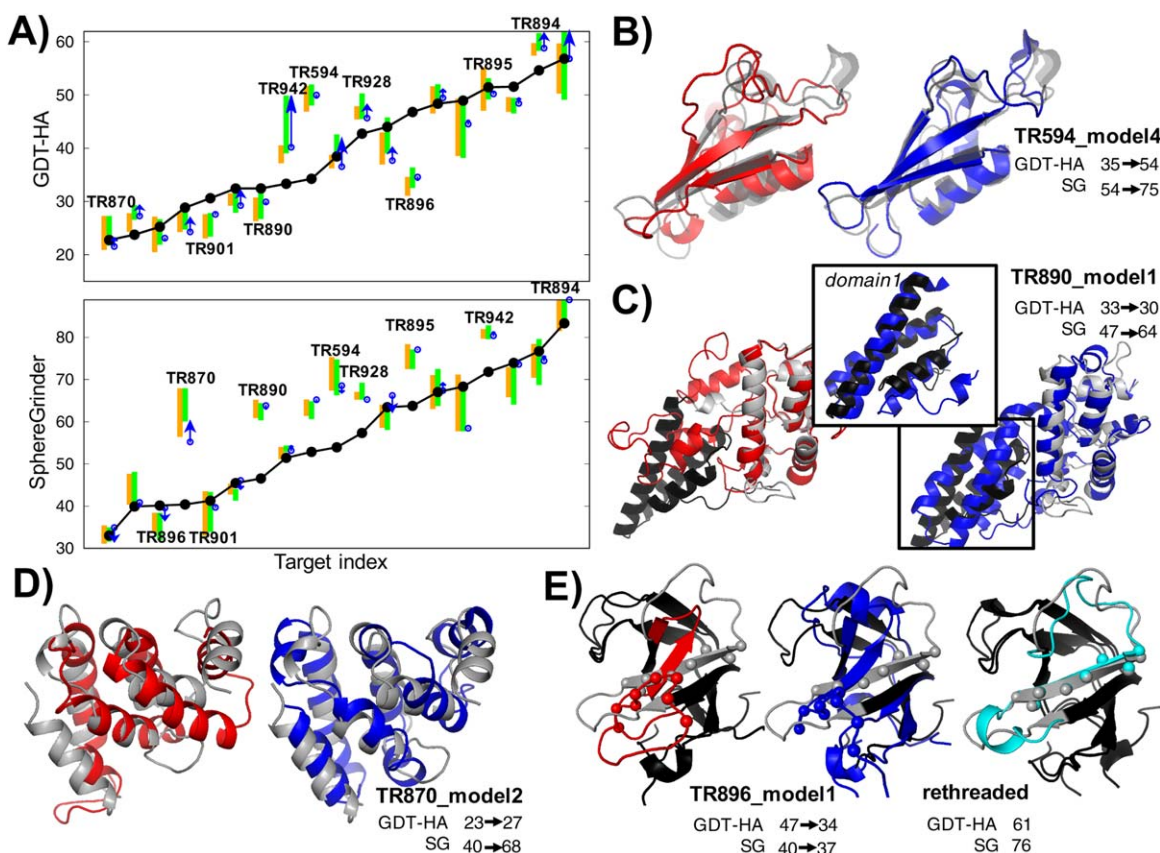 A)
GDT-HA
60
50
40
30
20
TR870
TR901
TR890
TR942
TR594
TR928
TR896
TR895
TR894
SphereGrinder
80
70
60
50
40
30
TR870
TR896
TR901
TR890
TR594
TR928
TR895
TR942
TR894
Target index
B)
TR594_model4
GDT-HA 35→54
SG 54→75
C)
domain1
TR890_model1
GDT-HA 33→30
SG 47→64
D)
TR870_model2
GDT-HA 23→27
SG 40→68
E)
TR896_model1
GDT-HA 47→34
SG 40→37
rethreaded
GDT-HA 61
SG 76